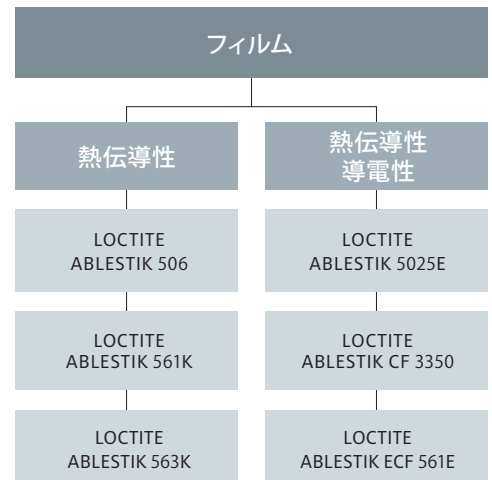 フィルム
熱伝導性
LOCTITE
ABLESTIK 506
LOCTITE
ABLESTIK 561K
LOCTITE
ABLESTIK 563K
熱伝導性
導電性
LOCTITE
ABLESTIK 5025E
LOCTITE
ABLESTIK CF 3350
LOCTITE
ABLESTIK ECF 561E